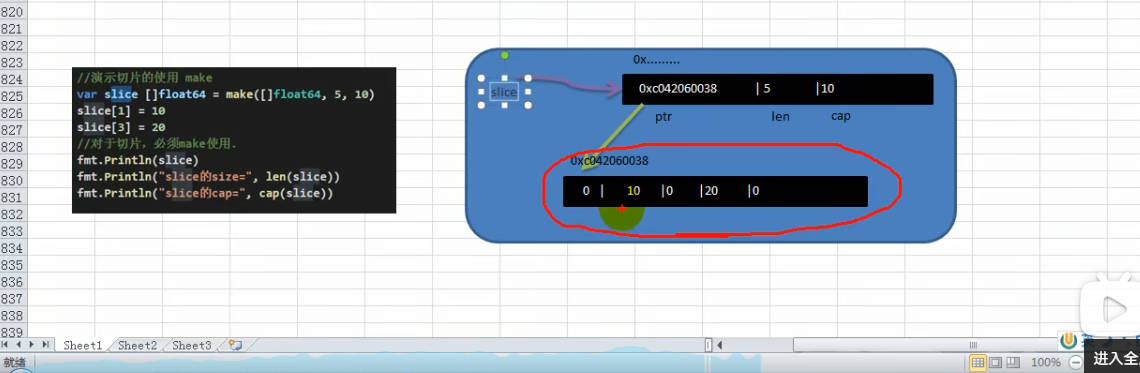 820
821
822
823
824
825
826
827
828
829
830
831
832
833
834
835
836
837
838
839
//演示切片的使用 make
var slice []float64 = make([]float64, 5, 10)
slice[1] = 10
slice[3] = 20
//对于切片，必须make使用.
fmt.Println(slice)
fmt.Println("slice的size=", len(slice))
fmt.Println("slice的cap=", cap(slice))
0x.........
slice
0xc042060038 |5 |10
ptr len cap
0xc042060038
0 | 10 |0 |20 |0
Sheet1 Sheet2 Sheet3
就绪
100%
进入全